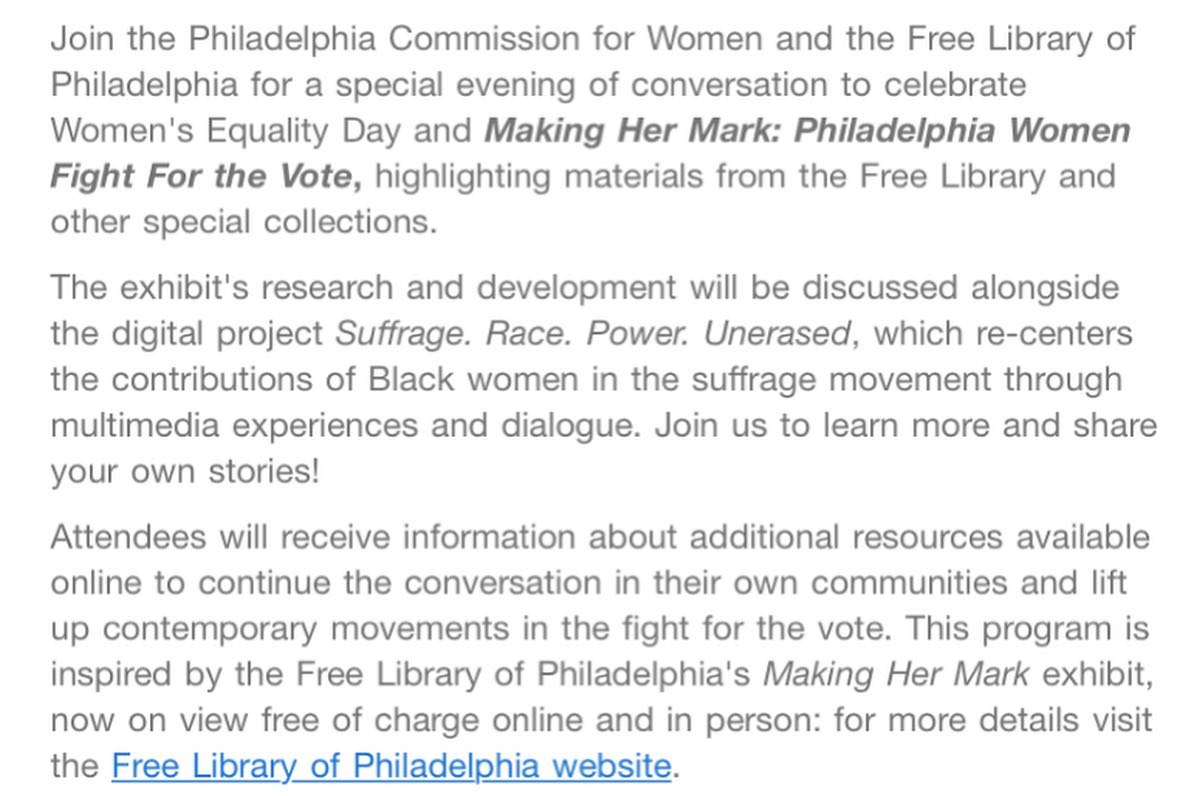 Join the Philadelphia Commission for Women and the Free Library of
Philadelphia for a special evening of conversation to celebrate
Women's Equality Day and Making Her Mark: Philadelphia Women
Fight For the Vote, highlighting materials from the Free Library and
other special collections.
The exhibit's research and development will be discussed alongside
the digital project Suffrage. Race. Power. Unerased, which re-centers
the contributions of Black women in the suffrage movement through
multimedia experiences and dialogue. Join us to learn more and share
your own stories!
Attendees will receive information about additional resources available
online to continue the conversation in their own communities and lift
up contemporary movements in the fight for the vote. This program is
inspired by the Free Library of Philadelphia's Making Her Mark exhibit,
now on view free of charge online and in person: for more details visit
the Free Library of Philadelphia website.